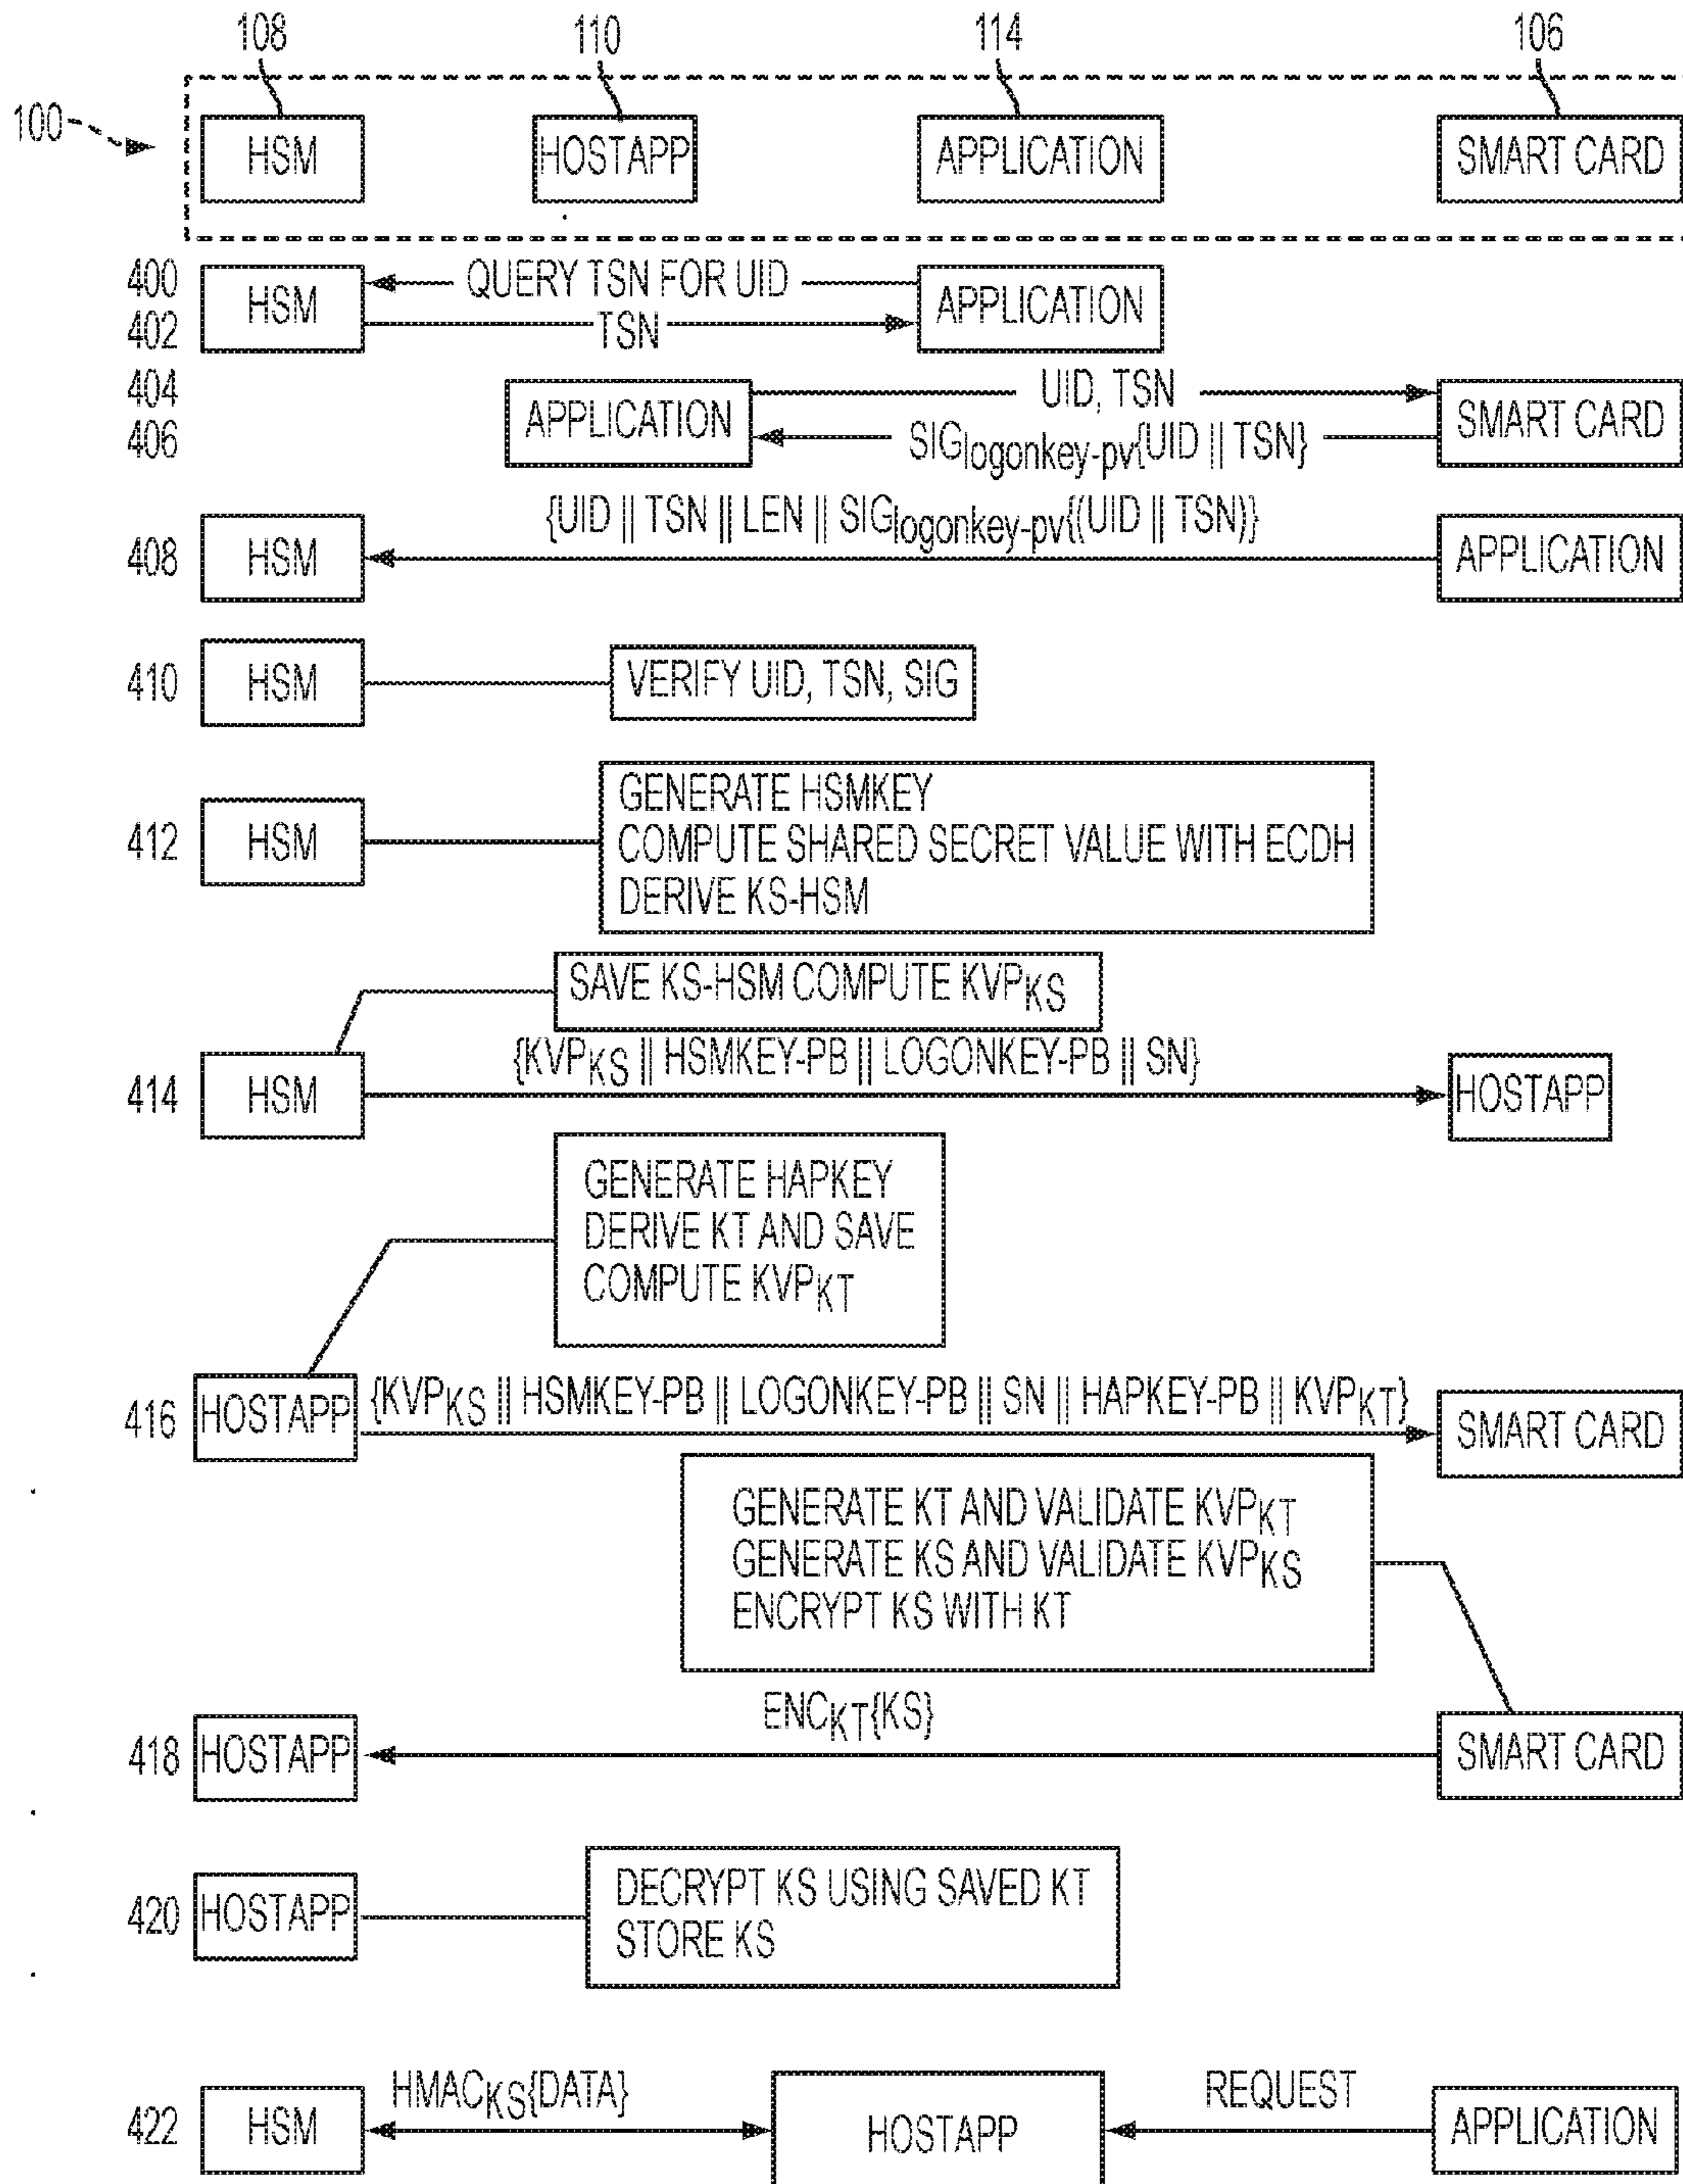 108 110 114 106
100
HSM HOSTAPP APPLICATION SMART CARD
400 HSM QUERY TSN FOR UID APPLICATION
402 TSN
404 APPLICATION UID, TSN SMART CARD
406 SIGlogonkey-pv{UID || TSN}
{UID || TSN || LEN || SIGlogonkey-pv{(UID || TSN)}
408 HSM APPLICATION
410 HSM VERIFY UID, TSN, SIG
GENERATE HSMKEY
412 HSM COMPUTE SHARED SECRET VALUE WITH ECDH
DERIVE KS-HSM
SAVE KS-HSM COMPUTE KVPKS
{KVPKS || HSMKEY-PB || LOGONKEY-PB || SN}
414 HSM HOSTAPP
GENERATE HAPKEY
DERIVE KT AND SAVE
COMPUTE KVPKT
416 HOSTAPP {KVPKS || HSMKEY-PB || LOGONKEY-PB || SN || HAPKEY-PB || KVPKT} SMART CARD
GENERATE KT AND VALIDATE KVPKT
GENERATE KS AND VALIDATE KVPKS
ENCRYPT KS WITH KT
ENCKT{KS}
418 HOSTAPP SMART CARD
DECRYPT KS USING SAVED KT
420 HOSTAPP
STORE KS
HMACKS{DATA} REQUEST
422 HSM HOSTAPP APPLICATION